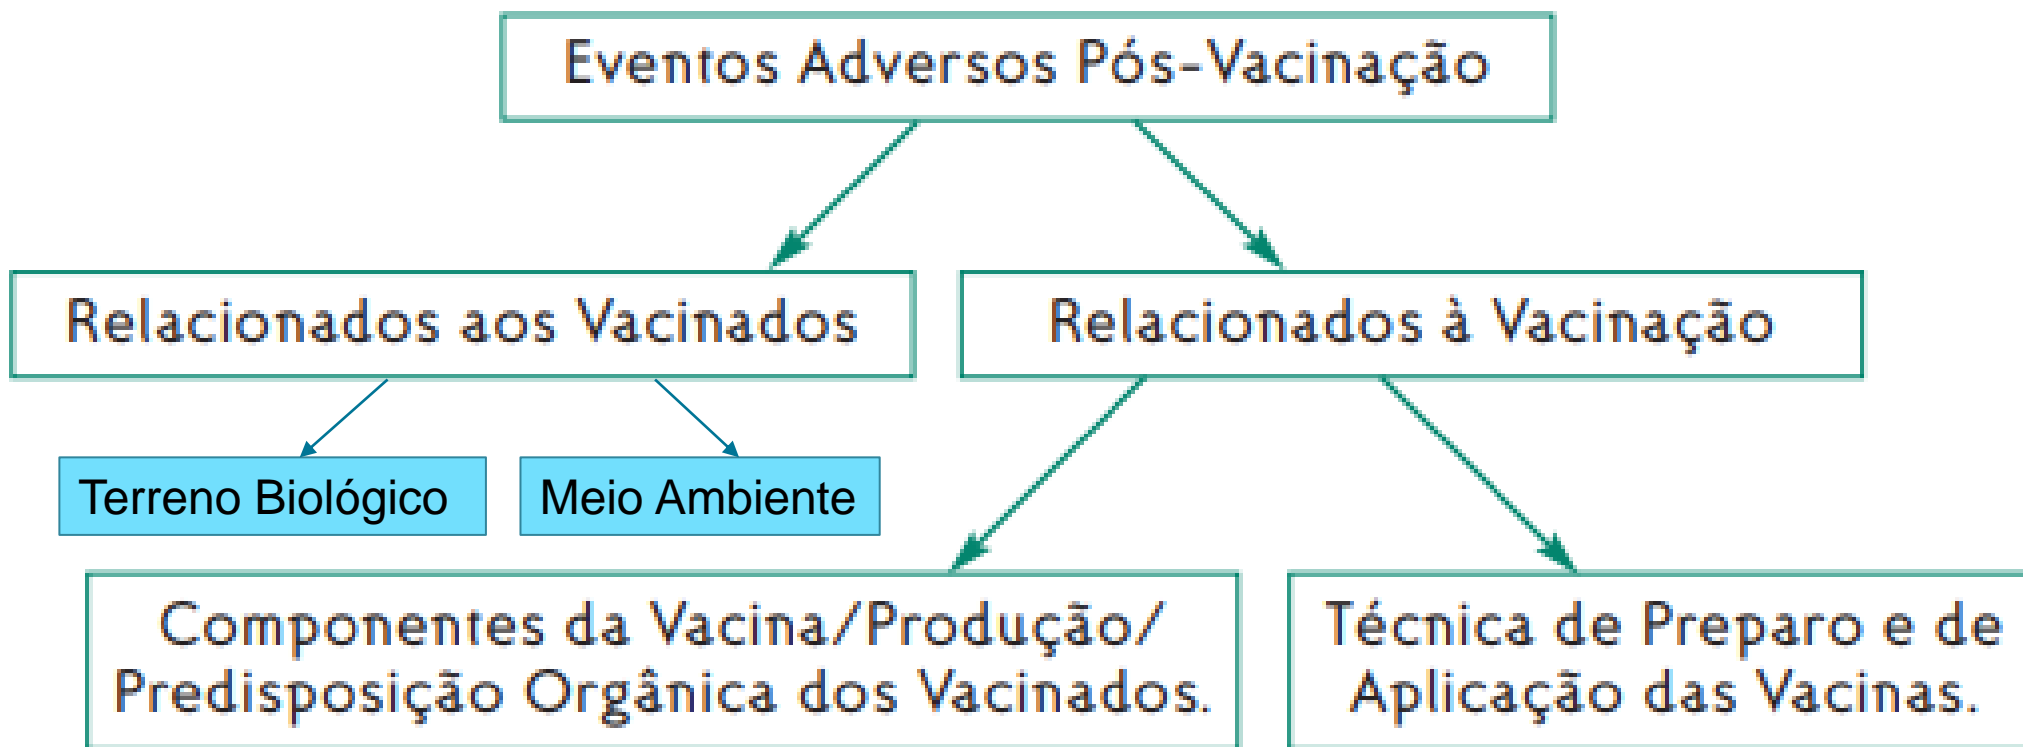 Eventos Adversos Pós-Vacinação
Relacionados aos Vacinados
Relacionados à Vacinação
Terreno Biológico
Meio Ambiente
Componentes da Vacina/Produção/
Predisposição Orgânica dos Vacinados.
Técnica de Preparo e de
Aplicação das Vacinas.